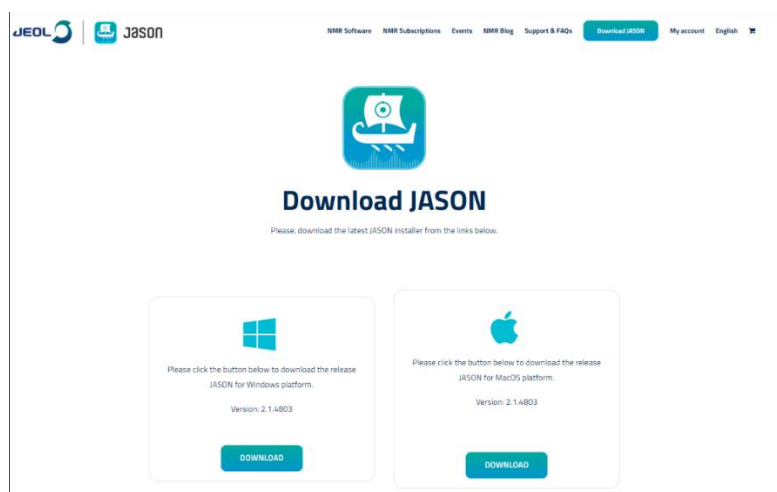 JEOL JASON NMR Software NMR Subscriptions Events NMR Blog Support & FAQs Download JASON My account English
Download JASON
Please, download the latest JASON installer from the links below.
Please click the button below to download the release
JASON for Windows platform.
Version: 2.1.4803
DOWNLOAD
Please click the button below to download the release
JASON for MacOS platform.
Version: 2.1.4803
DOWNLOAD